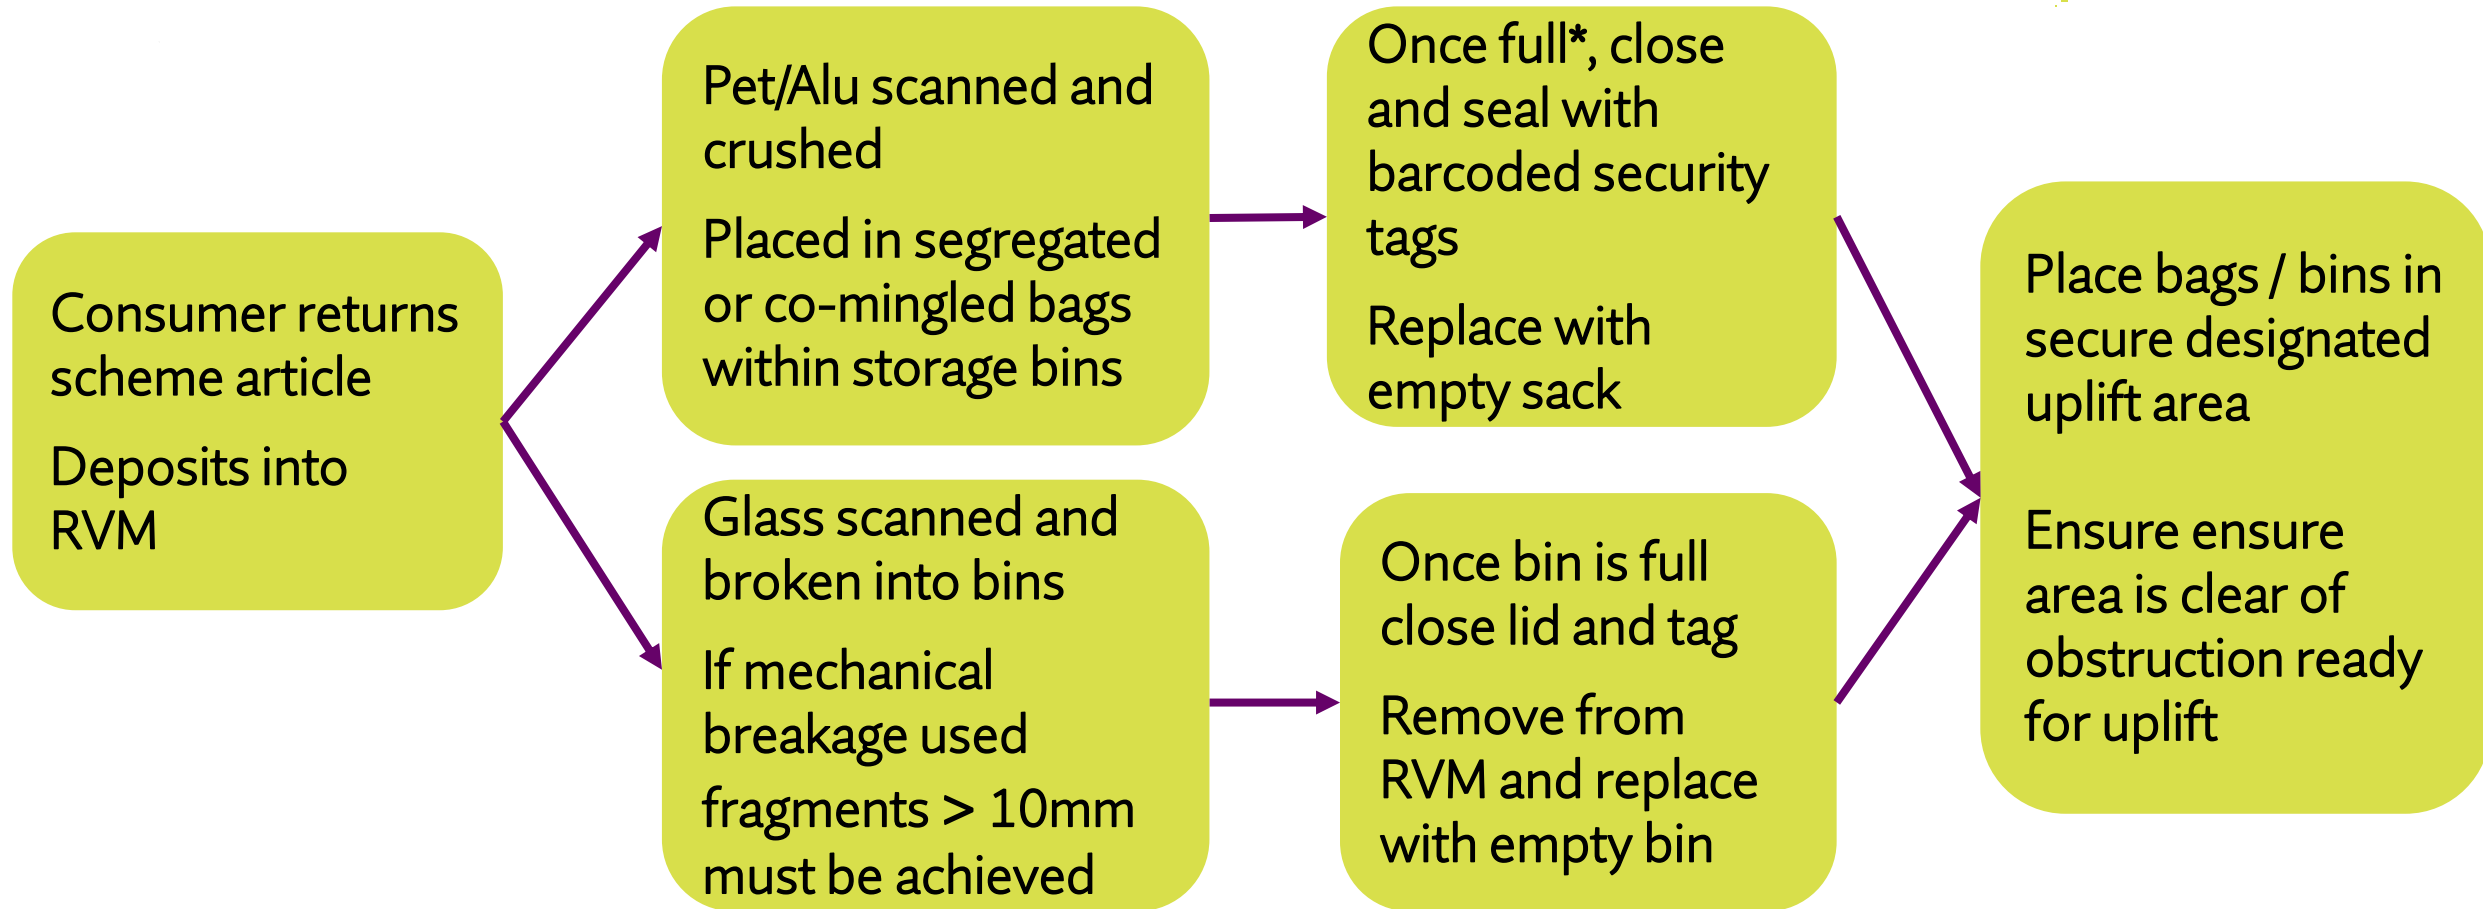 Consumer returns
scheme article
Deposits into
RVM
Pet/Alu scanned and
crushed
Placed in segregated
or co-mingled bags
within storage bins
Once full*, close
and seal with
barcoded security
tags
Replace with
empty sack
Glass scanned and
broken into bins
If mechanical
breakage used
fragments > 10mm
must be achieved
Once bin is full
close lid and tag
Remove from
RVM and replace
with empty bin
Place bags / bins in
secure designated
uplift area
Ensure ensure
area is clear of
obstruction ready
for uplift